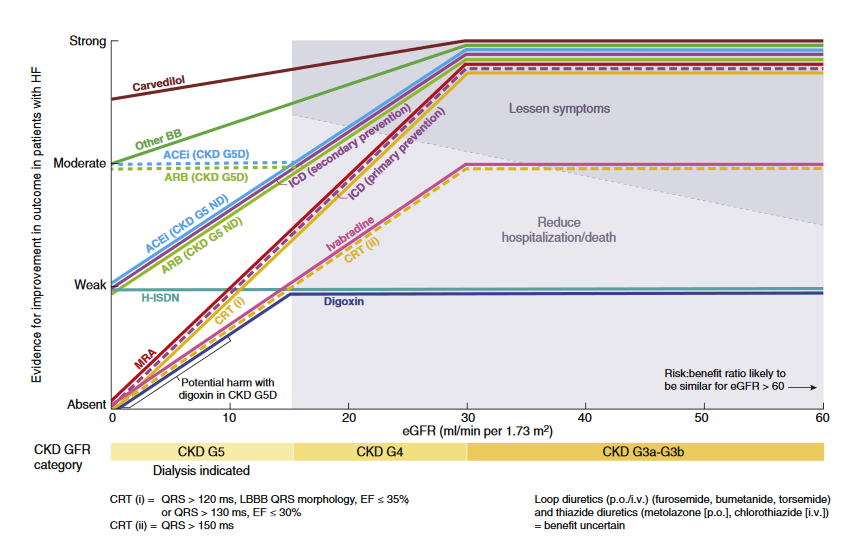 Evidence for improvement in outcome in patients with HF
Strong
Moderate
Weak
Absent
Carvedilol
Other BB
ACEi (CKD G5D)
ARB (CKD G5D)
ACEi (CKD G5 ND)
ARB (CKD G5 ND)
ICD (secondary prevention)
ICD (primary prevention)
Lessen symptoms
Reduce
hospitalization/death
Ivabradine
CRT (ii)
H-ISDN
CRT (i)
Digoxin
MRA
Potential harm with
digoxin in CKD G5D
Risk:benefit ratio likely to
be similar for eGFR > 60
0
10
20
30
40
50
60
eGFR (ml/min per 1.73 m²)
CKD GFR
category
CKD G5
CKD G4
CKD G3a-G3b
Dialysis indicated
CRT (i) = QRS > 120 ms, LBBB QRS morphology, EF ≤ 35%
or QRS > 130 ms, EF ≤ 30%
CRT (ii) = QRS > 150 ms
Loop diuretics (p.o./i.v.) (furosemide, bumetanide, torsemide)
and thiazide diuretics (metolazone [p.o.], chlorothiazide [i.v.])
= benefit uncertain